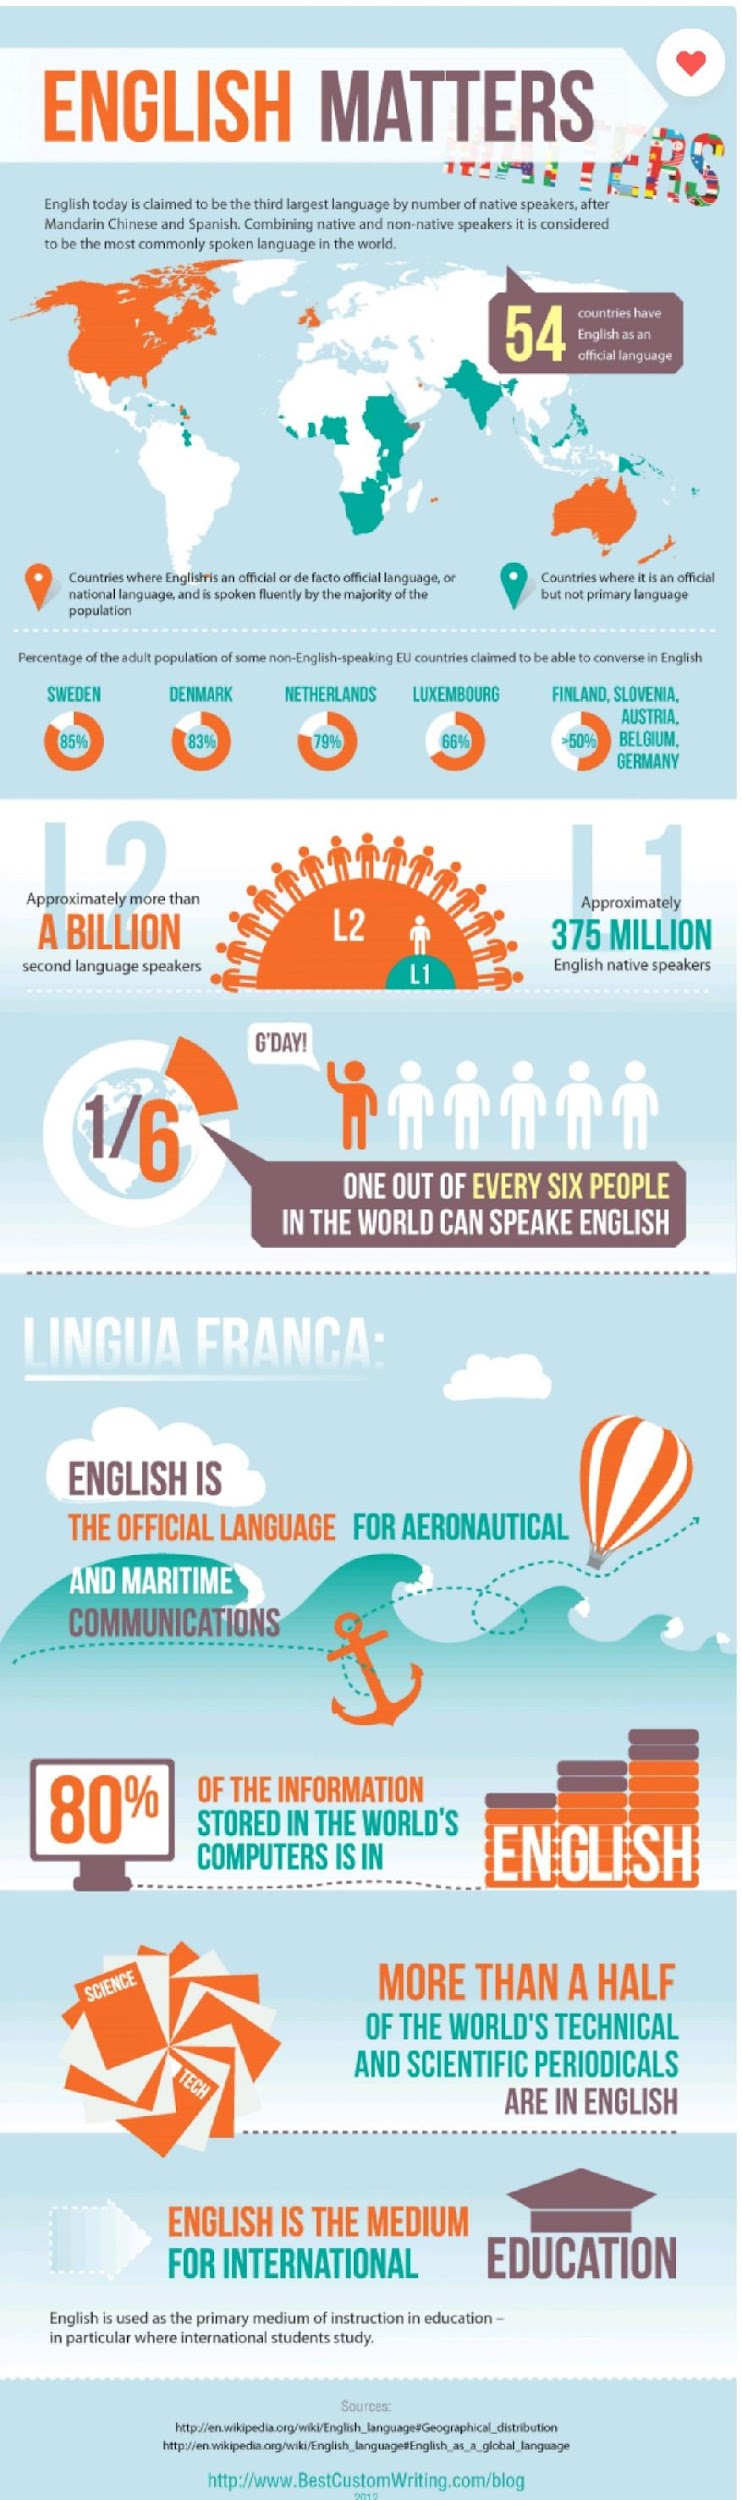 ENGLISH MATTERS
MATTERS
English today is claimed to be the third largest language by number of native speakers, after
Mandarin Chinese and Spanish. Combining native and non-native speakers it is considered
to be the most commonly spoken language in the world.
54
countries have
English as an
official language
Countries where English is an official or de facto official language, or
national language, and is spoken fluently by the majority of the
population
Countries where it is an official
but not primary language
Percentage of the adult population of some non-English-speaking EU countries claimed to be able to converse in English
SWEDEN
85%
DENMARK
83%
NETHERLANDS
79%
LUXEMBOURG
66%
FINLAND, SLOVENIA,
AUSTRIA,
BELGIUM,
GERMANY
>50%
L2
Approximately more than
A BILLION
second language speakers
L2
L1
L1
Approximately
375 MILLION
English native speakers
G'DAY!
1/6
ONE OUT OF EVERY SIX PEOPLE
IN THE WORLD CAN SPEAKE ENGLISH
LINGUA FRANCA:
ENGLISH IS
THE OFFICIAL LANGUAGE FOR AERONAUTICAL
AND MARITIME
COMMUNICATIONS
80%
OF THE INFORMATION
STORED IN THE WORLD'S
COMPUTERS IS IN
ENGLISH
SCIENCE
TECH
MORE THAN A HALF
OF THE WORLD'S TECHNICAL
AND SCIENTIFIC PERIODICALS
ARE IN ENGLISH
ENGLISH IS THE MEDIUM
FOR INTERNATIONAL
EDUCATION
English is used as the primary medium of instruction in education –
in particular where international students study.
Sources:
http://en.wikipedia.org/wiki/English_language#Geographical_distribution
http://en.wikipedia.org/wiki/English_language#English_as_a_global_language
http://www.BestCustomWriting.com/blog
2012